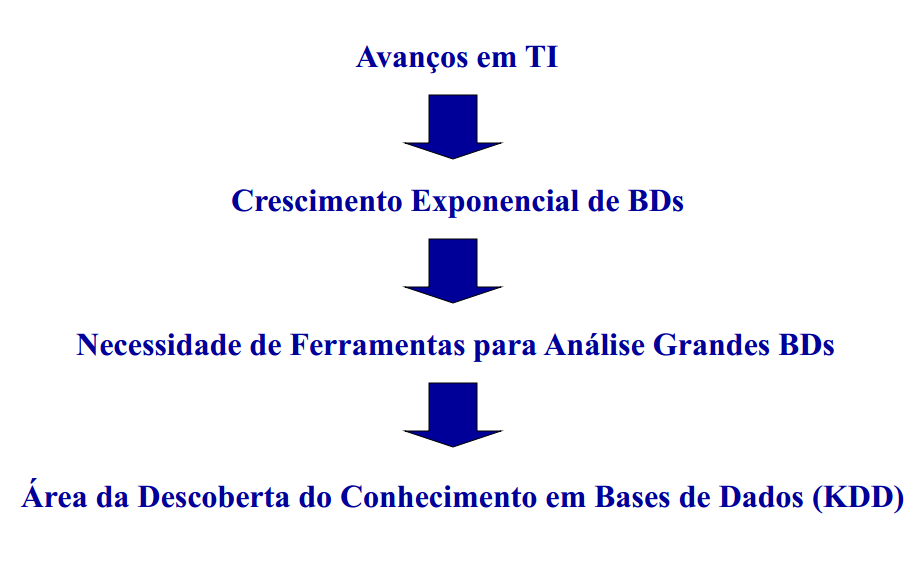 Avanços em TI
Crescimento Exponencial de BDs
Necessidade de Ferramentas para Análise Grandes BDs
Área da Descoberta do Conhecimento em Bases de Dados (KDD)